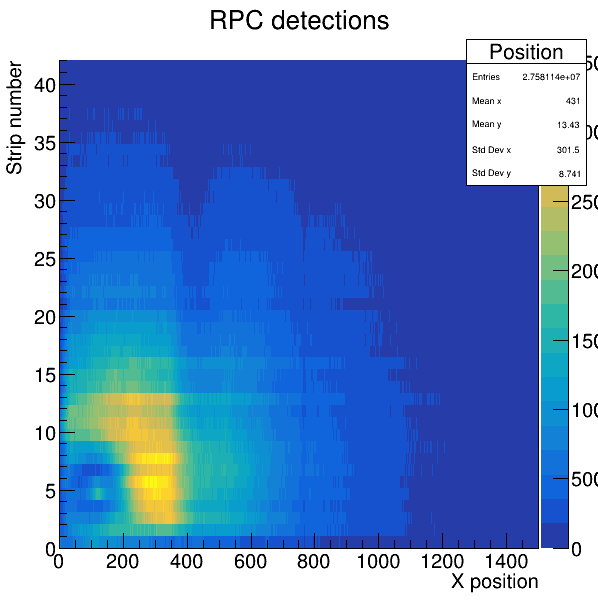 RPC detections
Position
Entries 2.758114e+07
Mean x 431
Mean y 13.43
Std Dev x 301.5
Std Dev y 8.741
Strip number
40
35
30
25
20
15
10
5
0
0 200 400 600 800 1000 1200 1400
X position
250
200
150
100
500
0